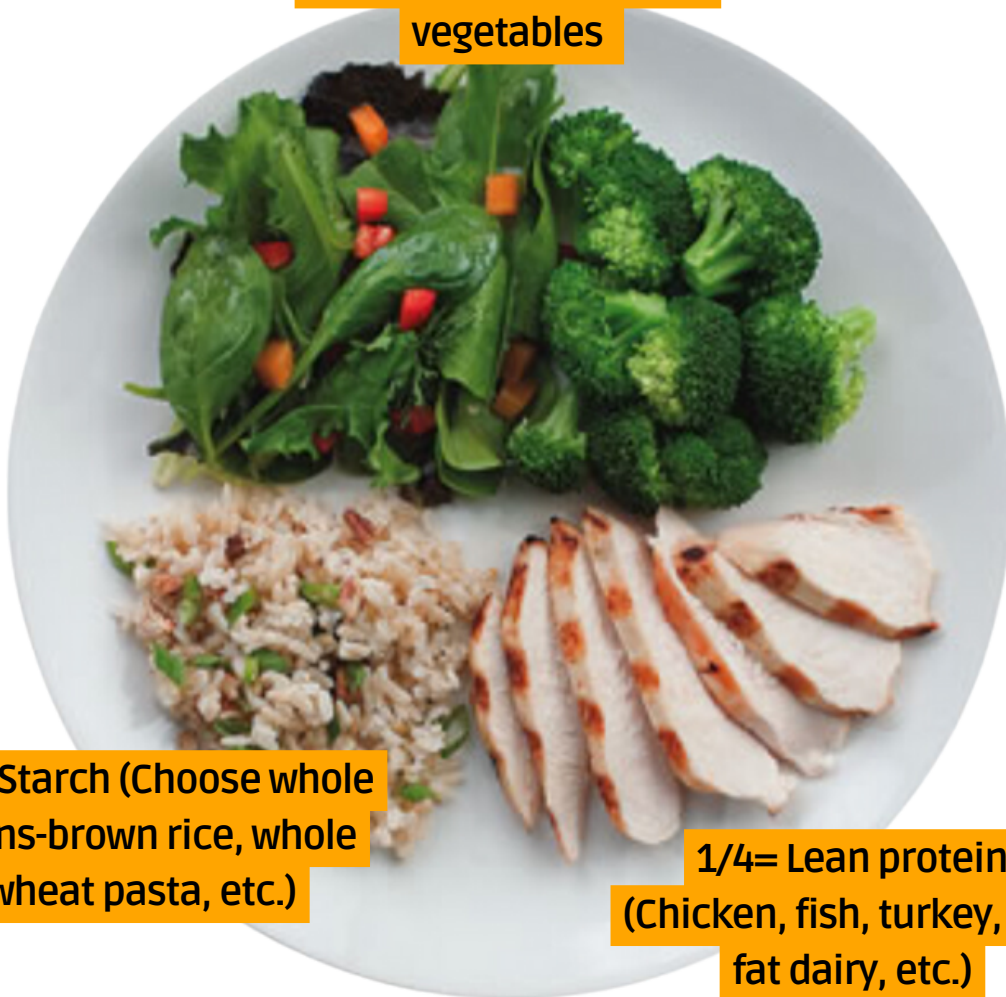 vegetables
Starch (Choose whole
ns-brown rice, whole
wheat pasta, etc.)
1/4= Lean protein
(Chicken, fish, turkey,
fat dairy, etc.)